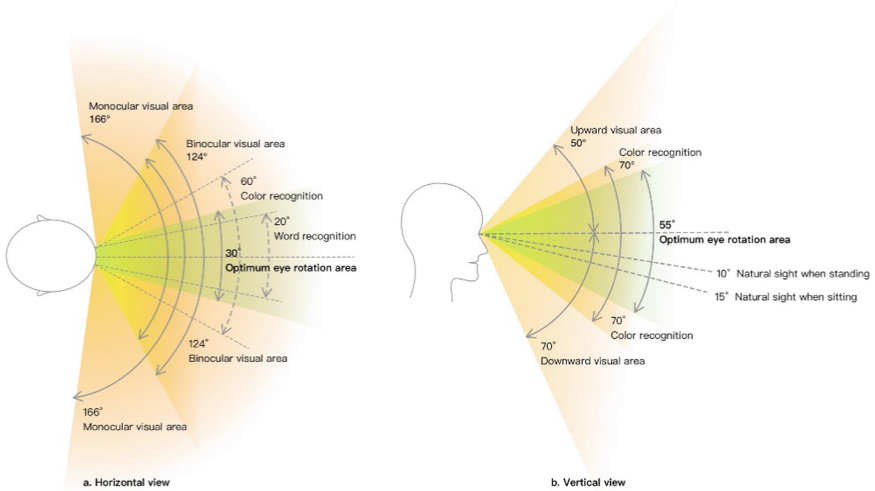 Monocular visual area
166°
Binocular visual area
124°
60°
Color recognition
20°
Word recognition
30°
Optimum eye rotation area
124°
Binocular visual area
166°
Monocular visual area
a. Horizontal view
Upward visual area
50°
Color recognition
70°
55°
Optimum eye rotation area
10° Natural sight when standing
15° Natural sight when sitting
70°
Color recognition
70°
Downward visual area
b. Vertical view